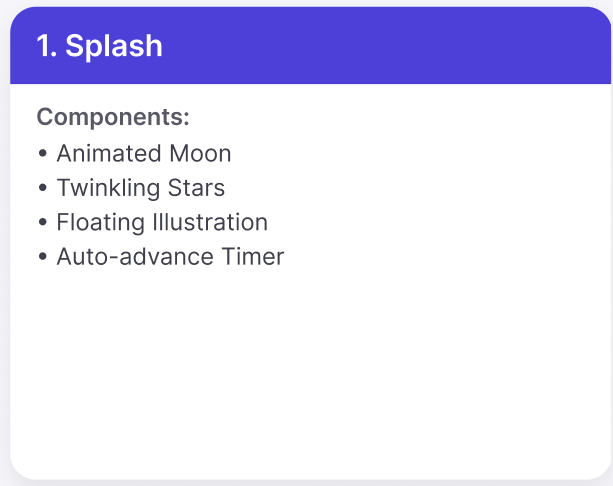 1. Splash
Components:
• Animated Moon
• Twinkling Stars
• Floating Illustration
• Auto-advance Timer